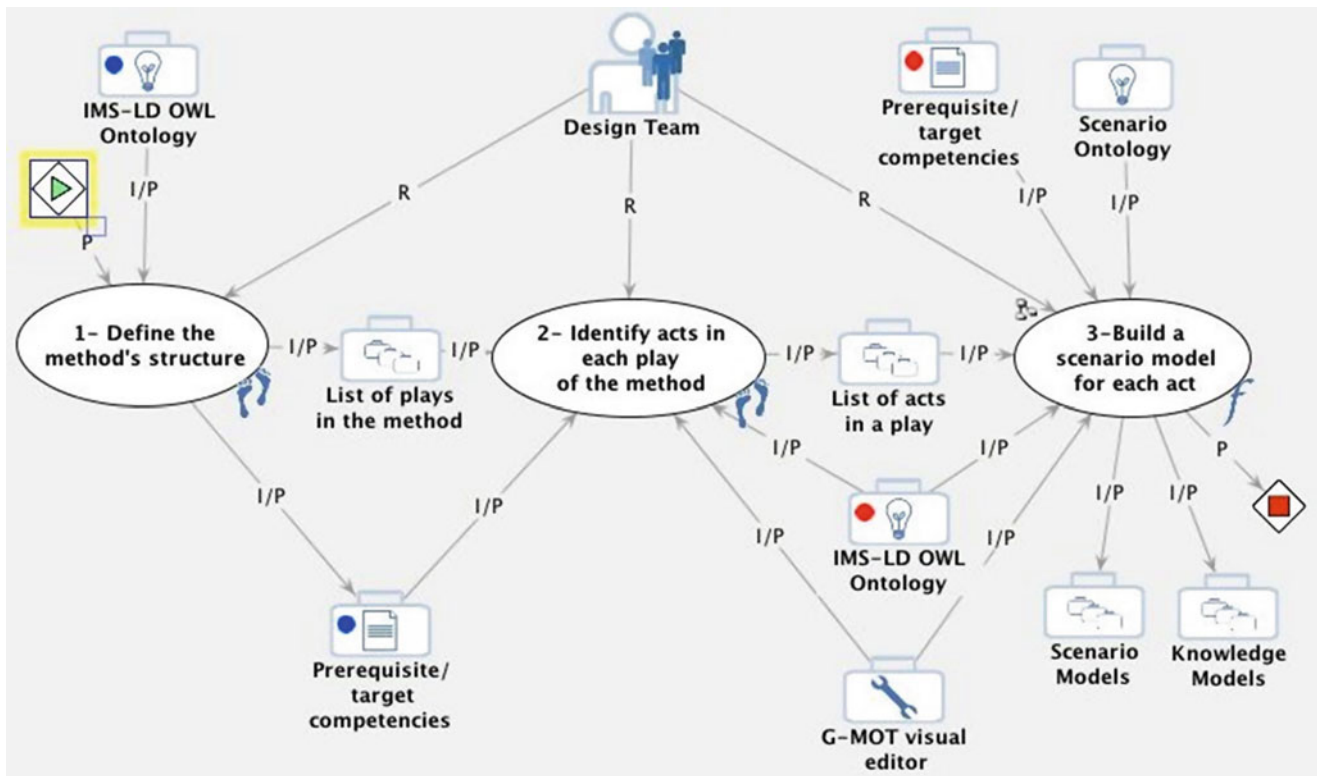 IMS-LD OWL
Ontology
Design Team
Prerequisite/
target
competencies
Scenario
Ontology
I/P
P
R
R
R
I/P
I/P
1- Define the
method's structure
I/P
List of plays
in the method
I/P
2- Identify acts in
each play
of the method
I/P
List of acts
in a play
I/P
3-Build a
scenario model
for each act
f
I/P
I/P
I/P
I/P
P
I/P
I/P
I/P
I/P
IMS-LD OWL
Ontology
Prerequisite/
target
competencies
Scenario
Models
Knowledge
Models
G-MOT visual
editor